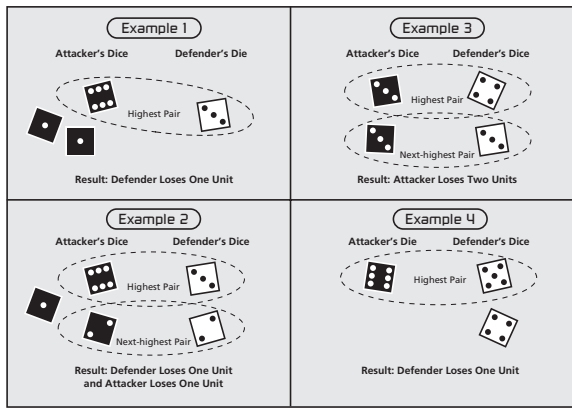 Example 1
Attacker's Dice Defender's Die
Highest Pair
Result: Defender Loses One Unit
Example 3
Attacker's Dice Defender's Dice
Highest Pair
Next-highest Pair
Result: Attacker Loses Two Units
Example 2
Attacker's Dice Defender's Dice
Highest Pair
Next-highest Pair
Result: Defender Loses One Unit
and Attacker Loses One Unit
Example 4
Attacker's Die Defender's Dice
Highest Pair
Result: Defender Loses One Unit